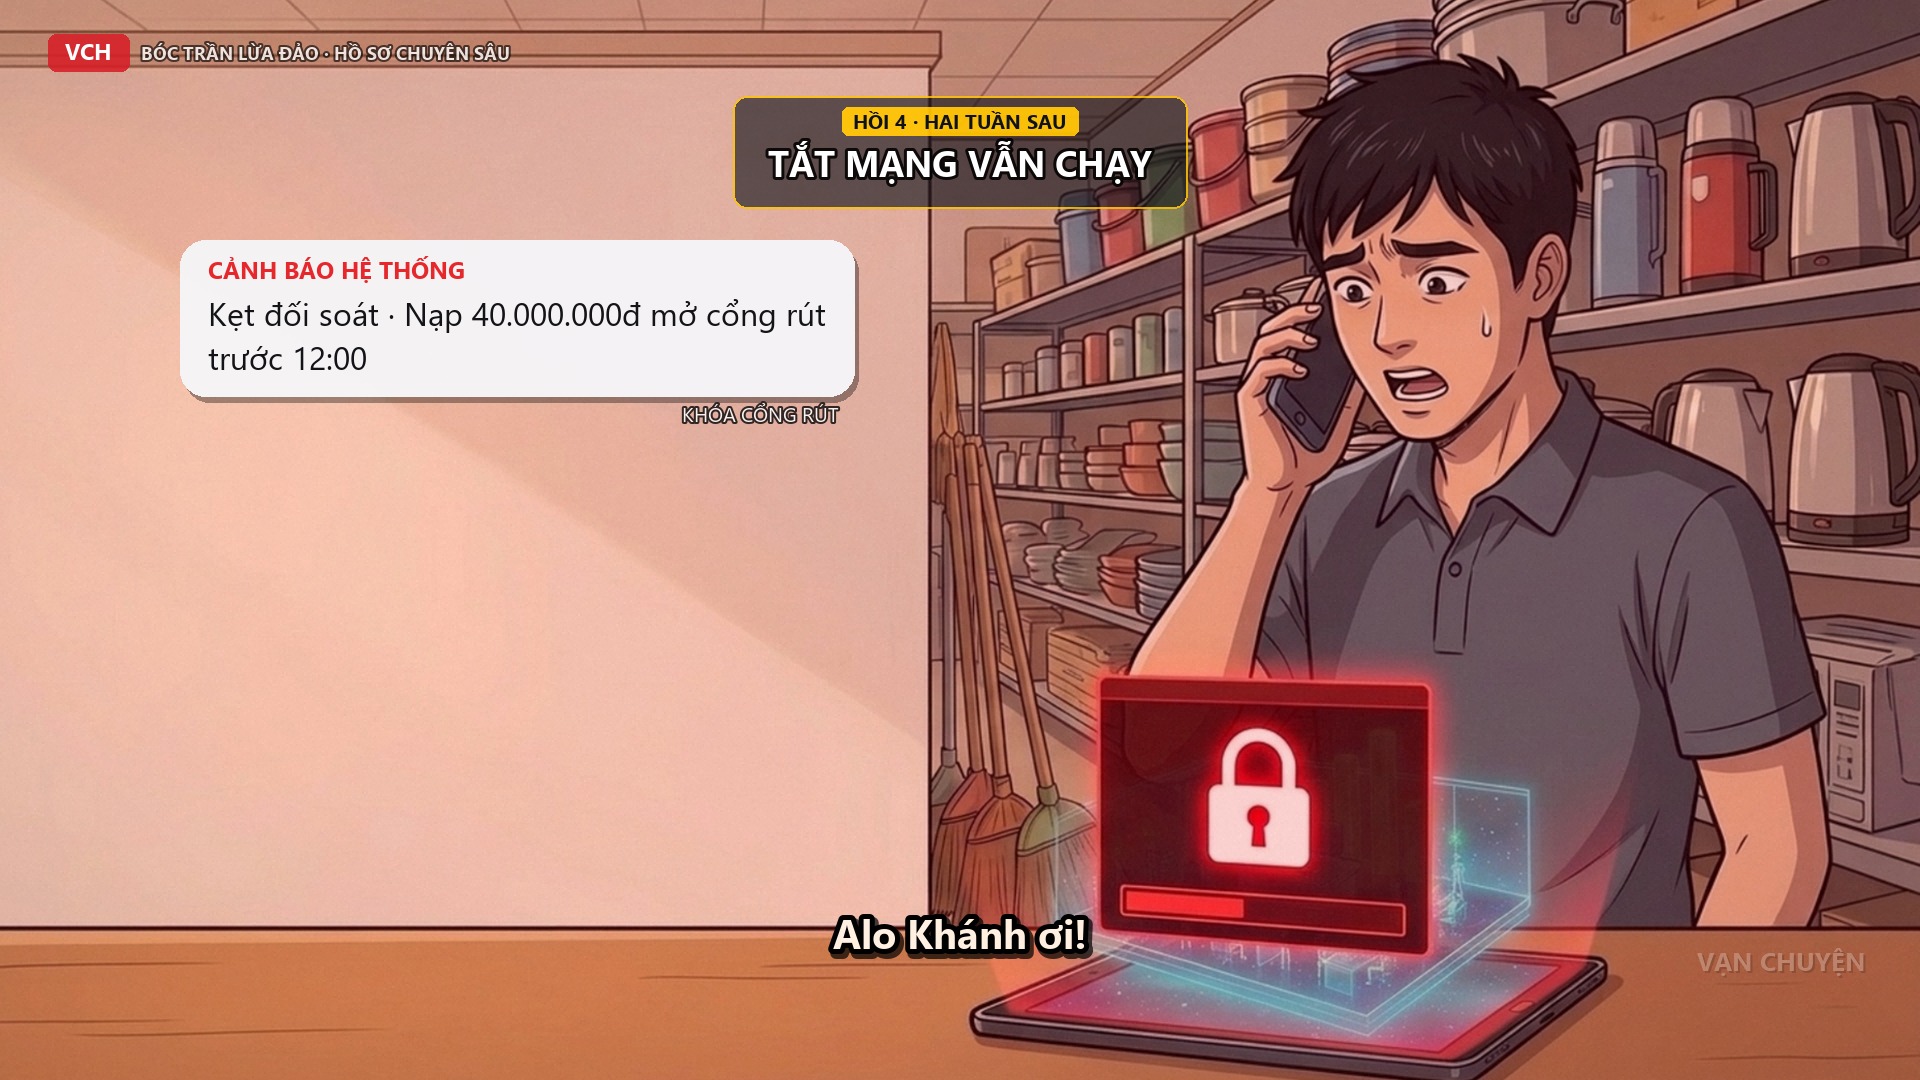 VCH BÓC TRẦN LỪA ĐẢO · HỒ SƠ CHUYÊN SÂU
HỒI 4 · HAI TUẦN SAU
TẮT MẠNG VẪN CHẠY
CẢNH BÁO HỆ THỐNG
Kẹt đối soát · Nạp 40.000.000đ mở cổng rút
trước 12:00
KHÓA CỔNG RÚT
Alo Khánh ơi!
VẠN CHUYỆN